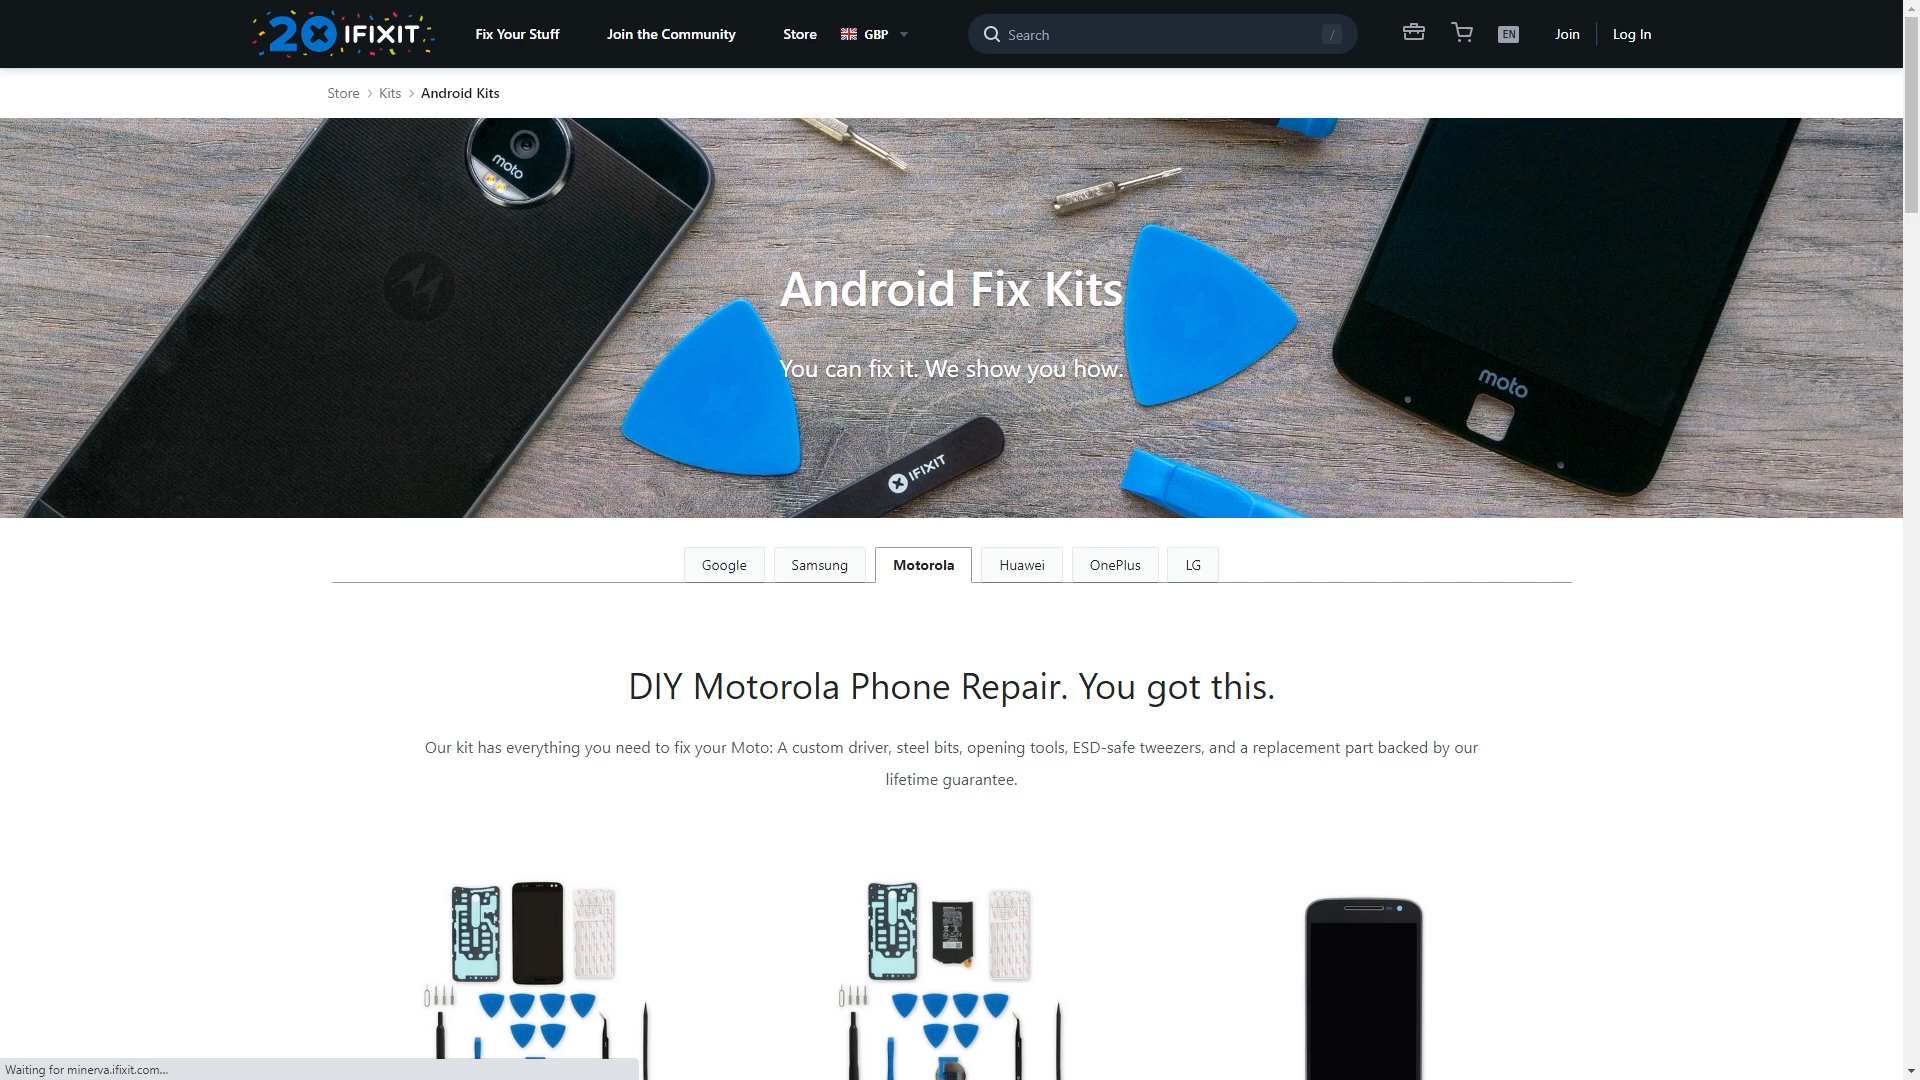 20 IFIXIT
Fix Your Stuff
Join the Community
Store
GBP
Search
/
EN
Join
Log In
Store
Kits
Android Kits
moto
Android Fix Kits
You can fix it. We show you how.
moto
IFIXIT
Google
Samsung
Motorola
Huawei
OnePlus
LG
DIY Motorola Phone Repair. You got this.
Our kit has everything you need to fix your Moto: A custom driver, steel bits, opening tools, ESD-safe tweezers, and a replacement part backed by our
lifetime guarantee.
Waiting for minerva.ifixit.com...